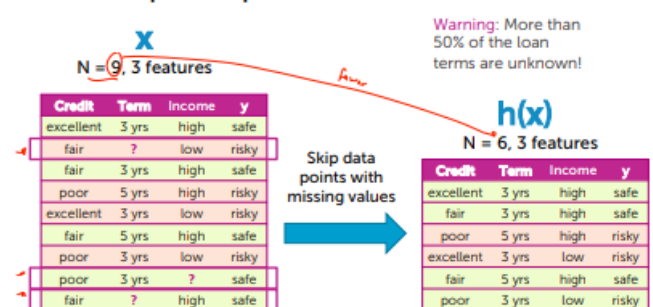 Warning: More than
50% of the loan
terms are unknown!
x
N = 9, 3 features
fewer
h(x)
N = 6, 3 features
Credit Term Income y
excellent 3 yrs high safe
fair ? low risky
fair 3 yrs high safe
poor 5 yrs high risky
excellent 3 yrs low risky
fair 5 yrs high safe
poor 3 yrs low risky
poor 3 yrs ? safe
fair ? high safe
Skip data
points with
missing values
Credit Term Income y
excellent 3 yrs high safe
fair 3 yrs high safe
poor 5 yrs high risky
excellent 3 yrs low risky
fair 5 yrs high safe
poor 3 yrs low risky